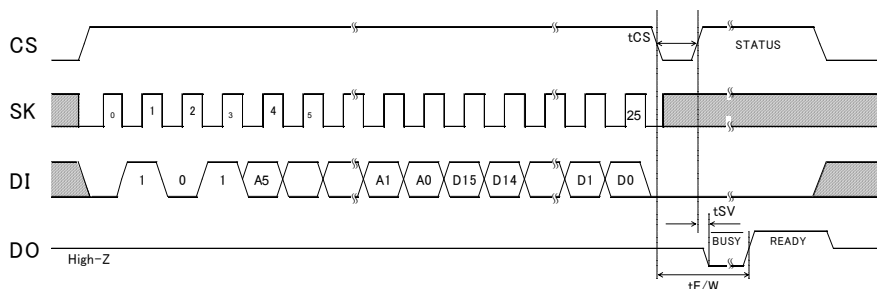 CS
tCS
STATUS
SK
0 1 2 3 4 5 25
DI
1 0 1 A5 A1 A0 D15 D14 D1 D0
tSV
DO
High-Z
BUSY READY
tE/W